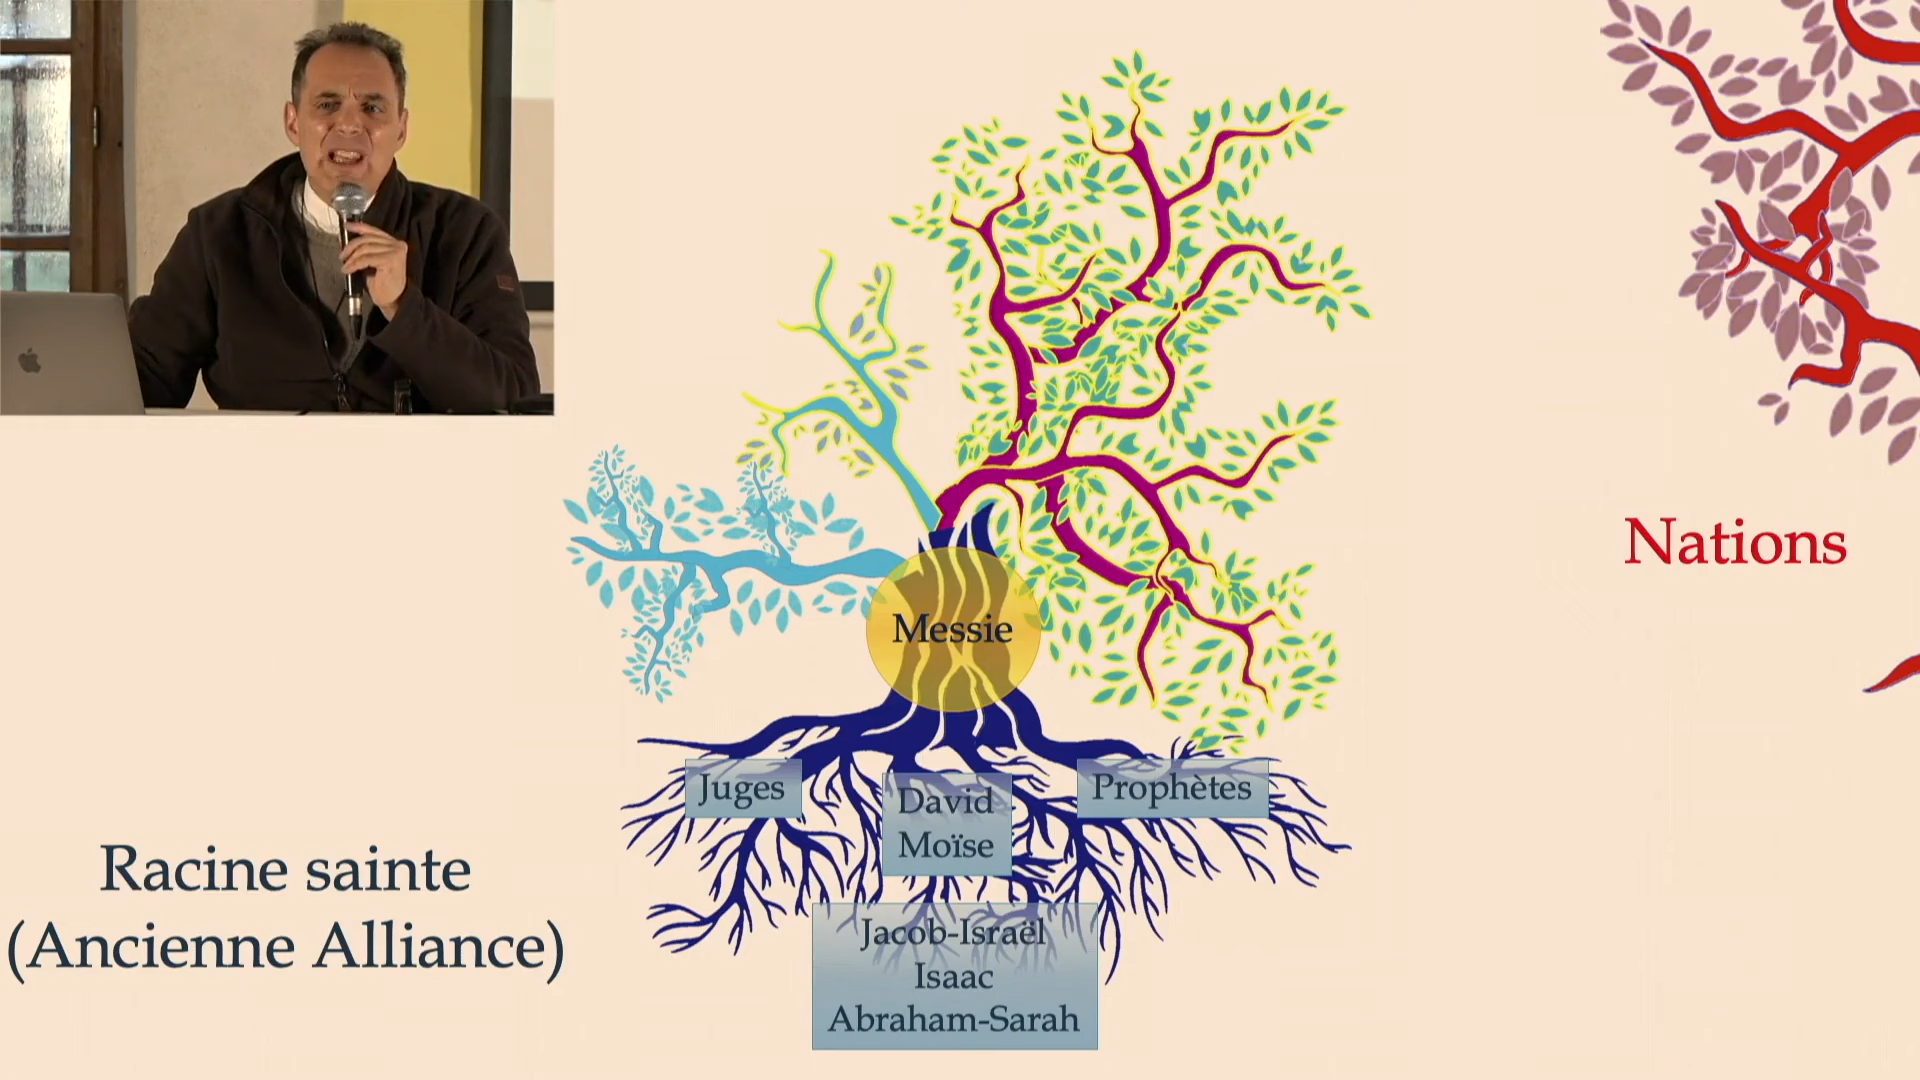 Messie
Nations
Juges
David
Moïse
Prophètes
Racine sainte
(Ancienne Alliance)
Jacob-Israël
Isaac
Abraham-Sarah